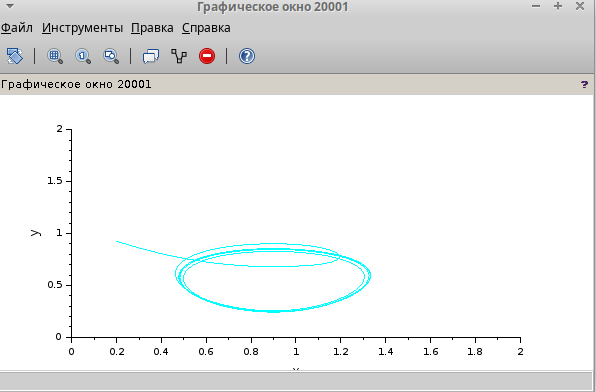 Графическое окно 20001
Файл Инструменты Правка Справка
Графическое окно 20001 ?
2
1.5
1
0.5
0
y
0 0.2 0.4 0.6 0.8 1 1.2 1.4 1.6 1.8 2